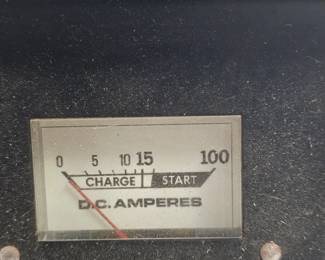 0 5 10 15 100
CHARGE START
D.C. AMPERES